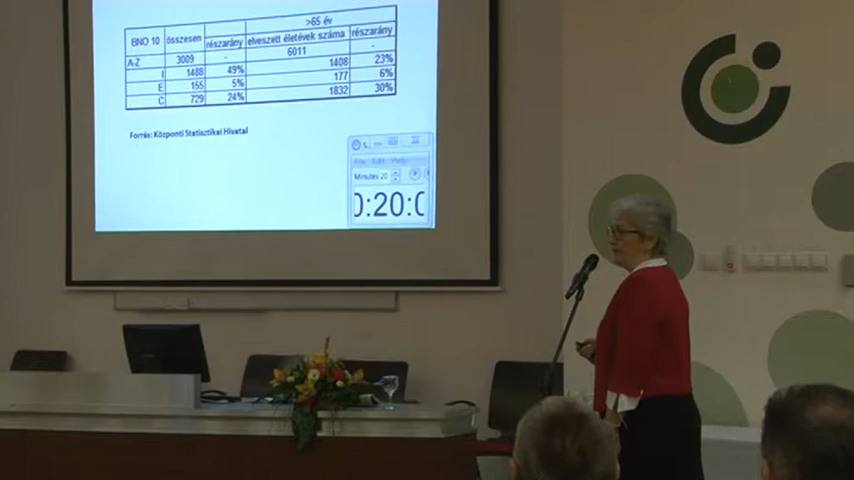 >65 év
BNO 10 összesen részarány elveszett életévek száma részarány
A-Z 3009 - 6011 -
I 1488 49% 1408 23%
E 155 5% 177 6%
C 729 24% 1832 30%
Forrás: Központi Statisztikai Hivatal
File Edit Help
Minutes 20
0:20:0